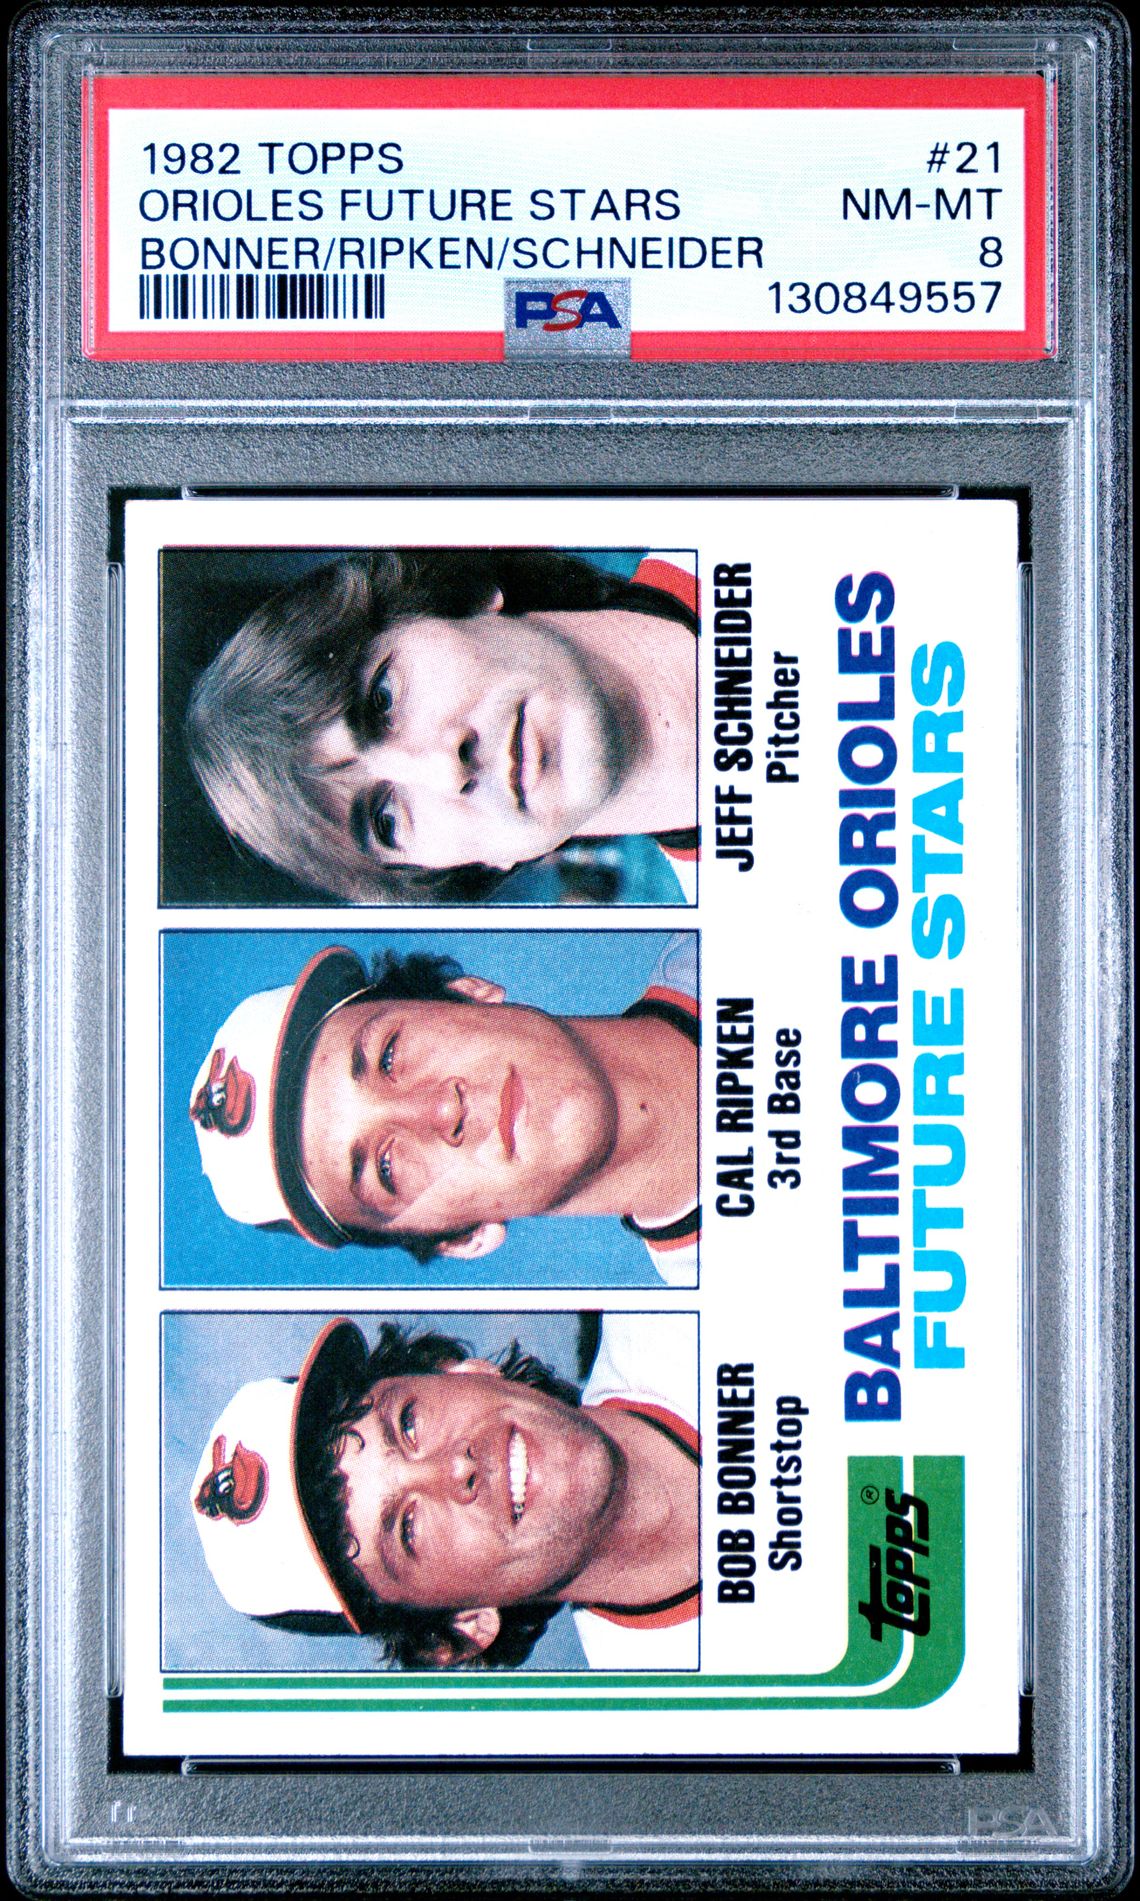 1982 TOPPS #21
ORIOLES FUTURE STARS NM-MT
BONNER/RIPKEN/SCHNEIDER 8
PSA 130849557
BOB BONNER
Shortstop
CAL RIPKEN
3rd Base
JEFF SCHNEIDER
Pitcher
topps®
BALTIMORE ORIOLES
FUTURE STARS
PSA